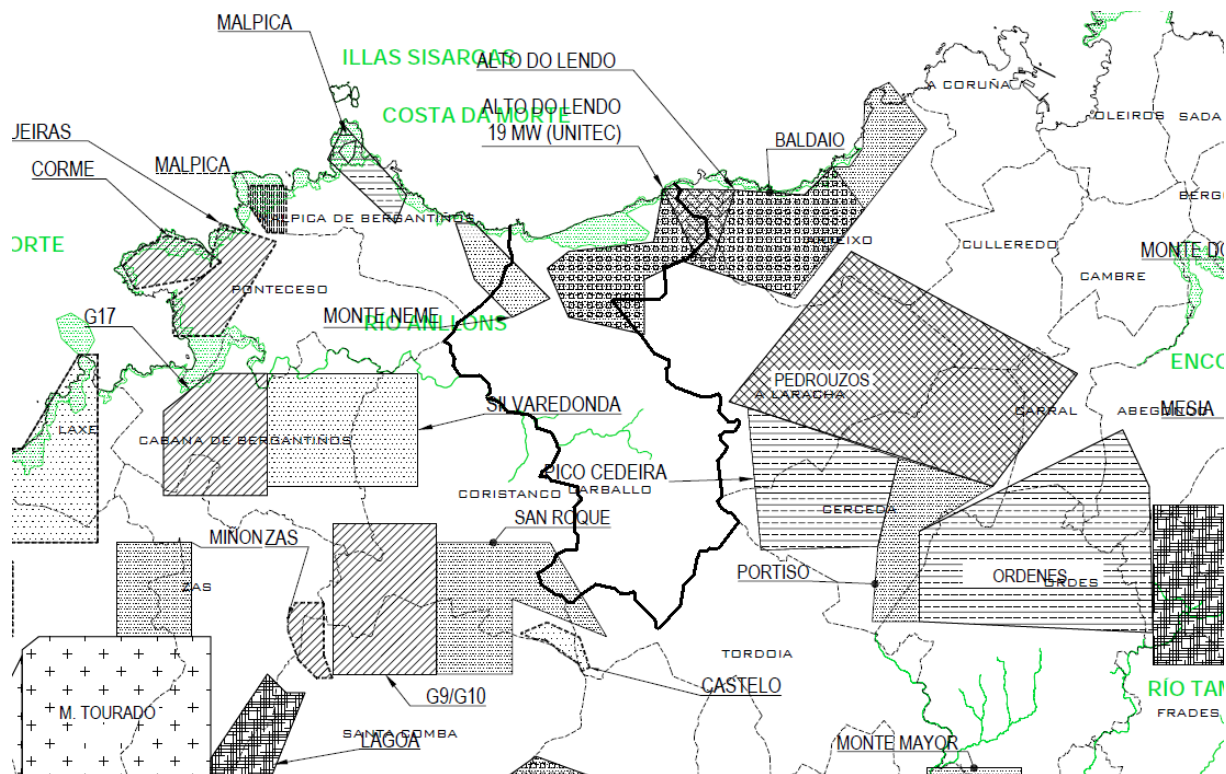 MALPICA
ILLAS SISARGAS
ALTO DO LENDO
A CORUÑA
COSTA DA MORTE
ALTO DO LENDO
19 MW (UNITEC)
OLEIROS
SADA
JEIRAS
BALDAIO
CORME
MALPICA
BERG
ALPICA DE BERGANTIÑOS
ORTE
ARTEIXO
CULLEREDO
MONTE DO
CAMBRE
PONTECESO
G17
MONTE NEME
RÍO ANLLONS
ENCO
PEDROUZOS
A LARACHA
SILVAREDONDA
CARRAL
ABEGONDO
MESIA
LAXE
CABANA DE BERGANTIÑOS
PICO CEDEIRA
CORISTANCO
CARBALLO
CERCEDA
SAN ROQUE
MIÑONZAS
PORTISO
ORDENES
ORDES
ZAS
TORDOIA
CASTELO
RÍO TAM
G9/G10
M. TOURADO
FRADES
SANTA COMBA
LAGOA
MONTE MAYOR